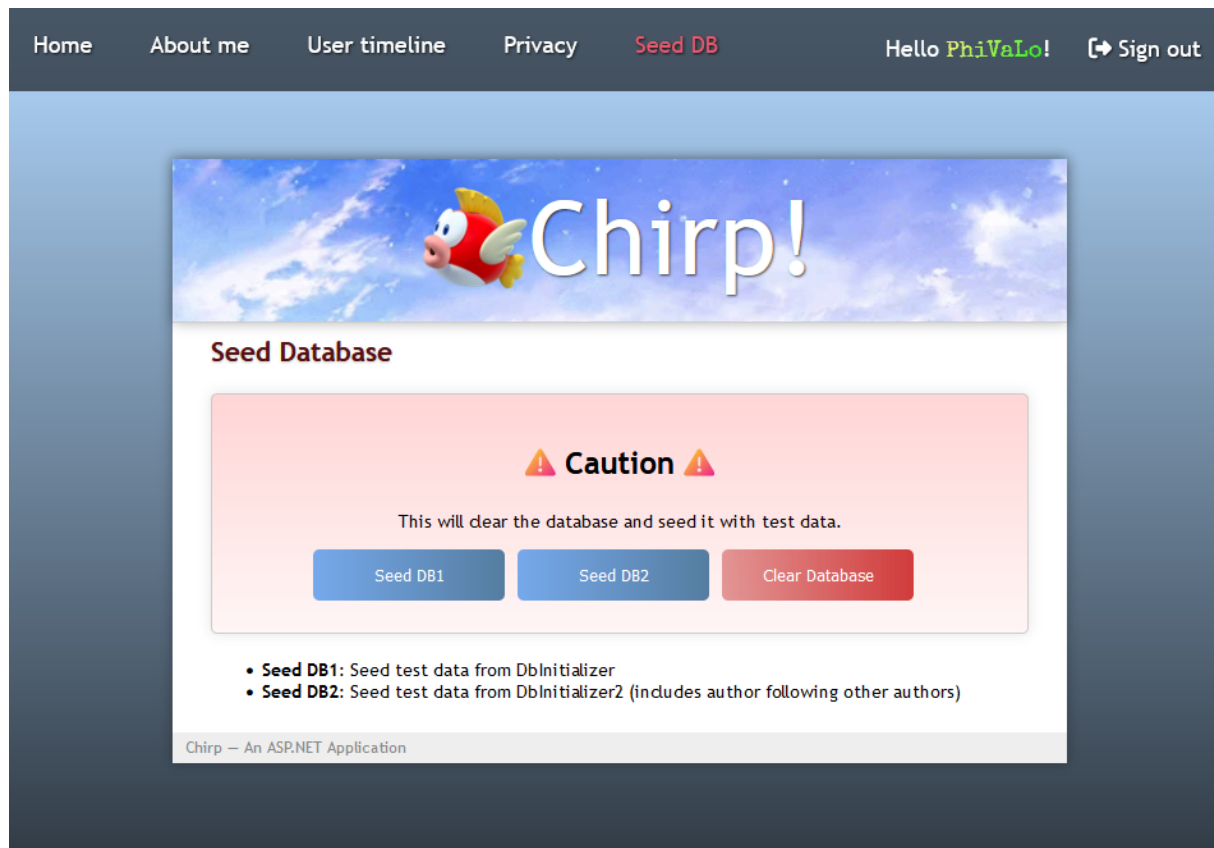 Home About me User timeline Privacy Seed DB Hello PhiVaLo! Sign out
Chirp!
Seed Database
Caution
This will clear the database and seed it with test data.
Seed DB1 Seed DB2 Clear Database
• Seed DB1: Seed test data from DbInitializer
• Seed DB2: Seed test data from DbInitializer2 (includes author following other authors)
Chirp — An ASP.NET Application